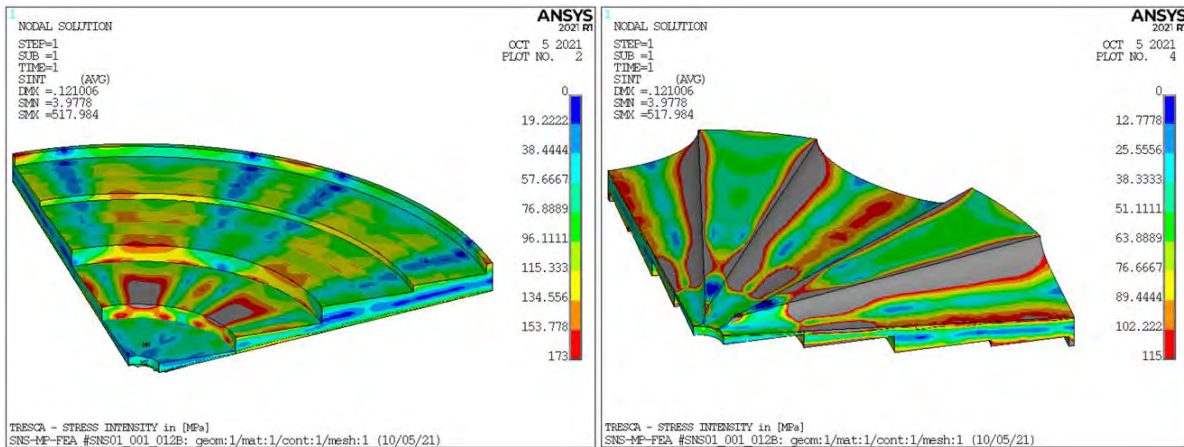 1
NODAL SOLUTION
STEP=1
SUB =1
TIME=1
SINT (AVG)
DMX =.121006
SMN =3.9778
SMX =517.984
ANSYS
2021 R1
OCT 5 2021
PLOT NO. 2
0
19.2222
38.4444
57.6667
76.8889
96.1111
115.333
134.556
153.778
173
TRESCA - STRESS INTENSITY in [MPa]
SNS-MP-FEA #SNS01_001_012B: geom:1/mat:1/cont:1/mesh:1 (10/05/21)
1
NODAL SOLUTION
STEP=1
SUB =1
TIME=1
SINT (AVG)
DMX =.121006
SMN =3.9778
SMX =517.984
ANSYS
2021 R1
OCT 5 2021
PLOT NO. 4
0
12.7778
25.5556
38.3333
51.1111
63.8889
76.6667
89.4444
102.222
115
TRESCA - STRESS INTENSITY in [MPa]
SNS-MP-FEA #SNS01_001_012B: geom:1/mat:1/cont:1/mesh:1 (10/05/21)